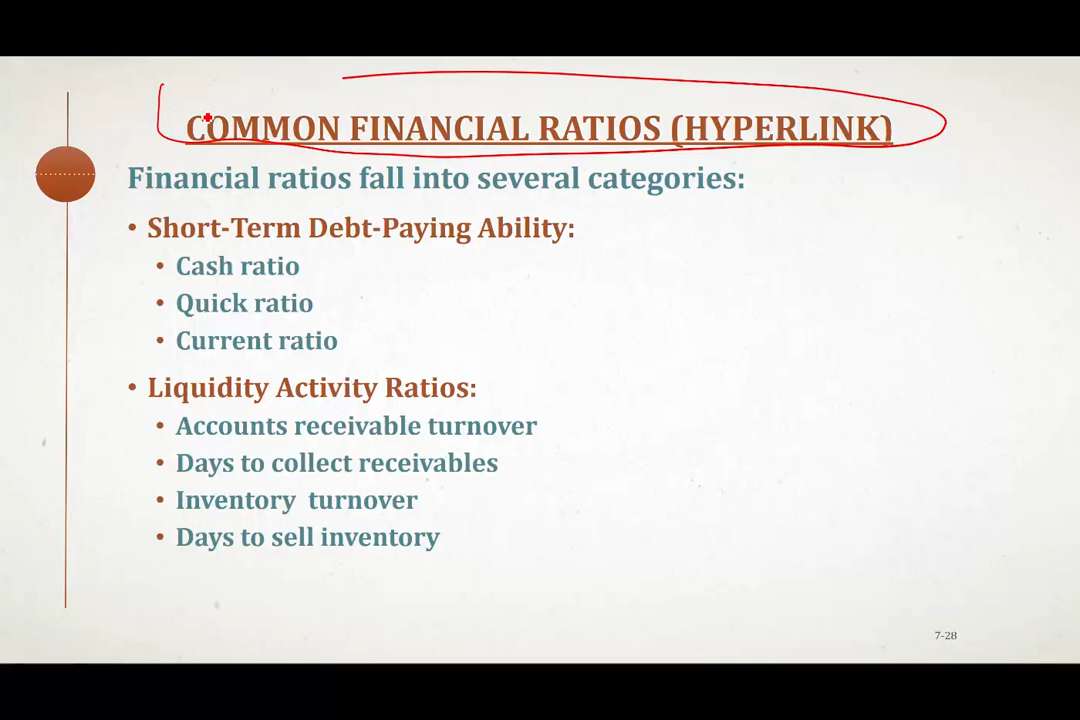 COMMON FINANCIAL RATIOS (HYPERLINK)
Financial ratios fall into several categories:
• Short-Term Debt-Paying Ability:
• Cash ratio
• Quick ratio
• Current ratio
• Liquidity Activity Ratios:
• Accounts receivable turnover
• Days to collect receivables
• Inventory turnover
• Days to sell inventory
7-28